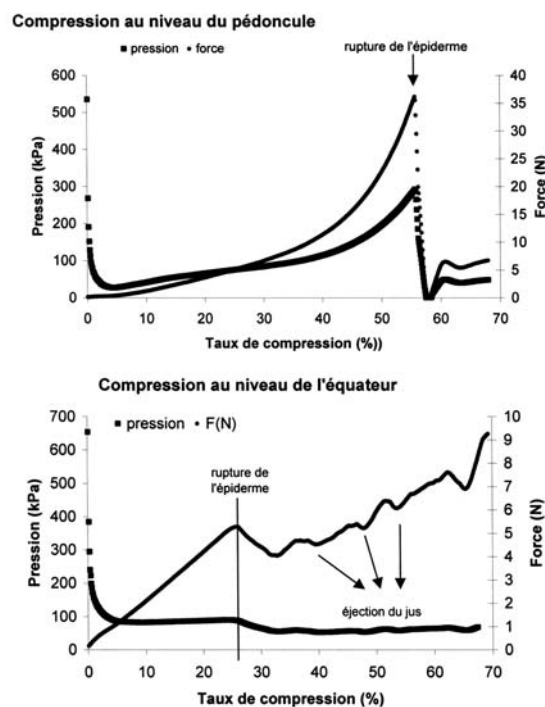 Compression au niveau du pédoncule
pression force
rupture de l'épiderme
600
500
400
300
200
100
0
Pression (kPa)
40
35
30
25
20
15
10
5
0
Force (N)
0 10 20 30 40 50 60 70
Taux de compression (%))
Compression au niveau de l'équateur
pression F(N)
rupture de
l'épiderme
éjection du jus
700
600
500
400
300
200
100
0
pression (kPa)
10
9
8
7
6
5
4
3
2
1
0
Force (N)
0 10 20 30 40 50 60 70
Taux de compression (%)